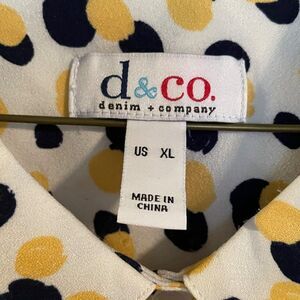 d&co.
denim + company
US XL
MADE IN
CHINA